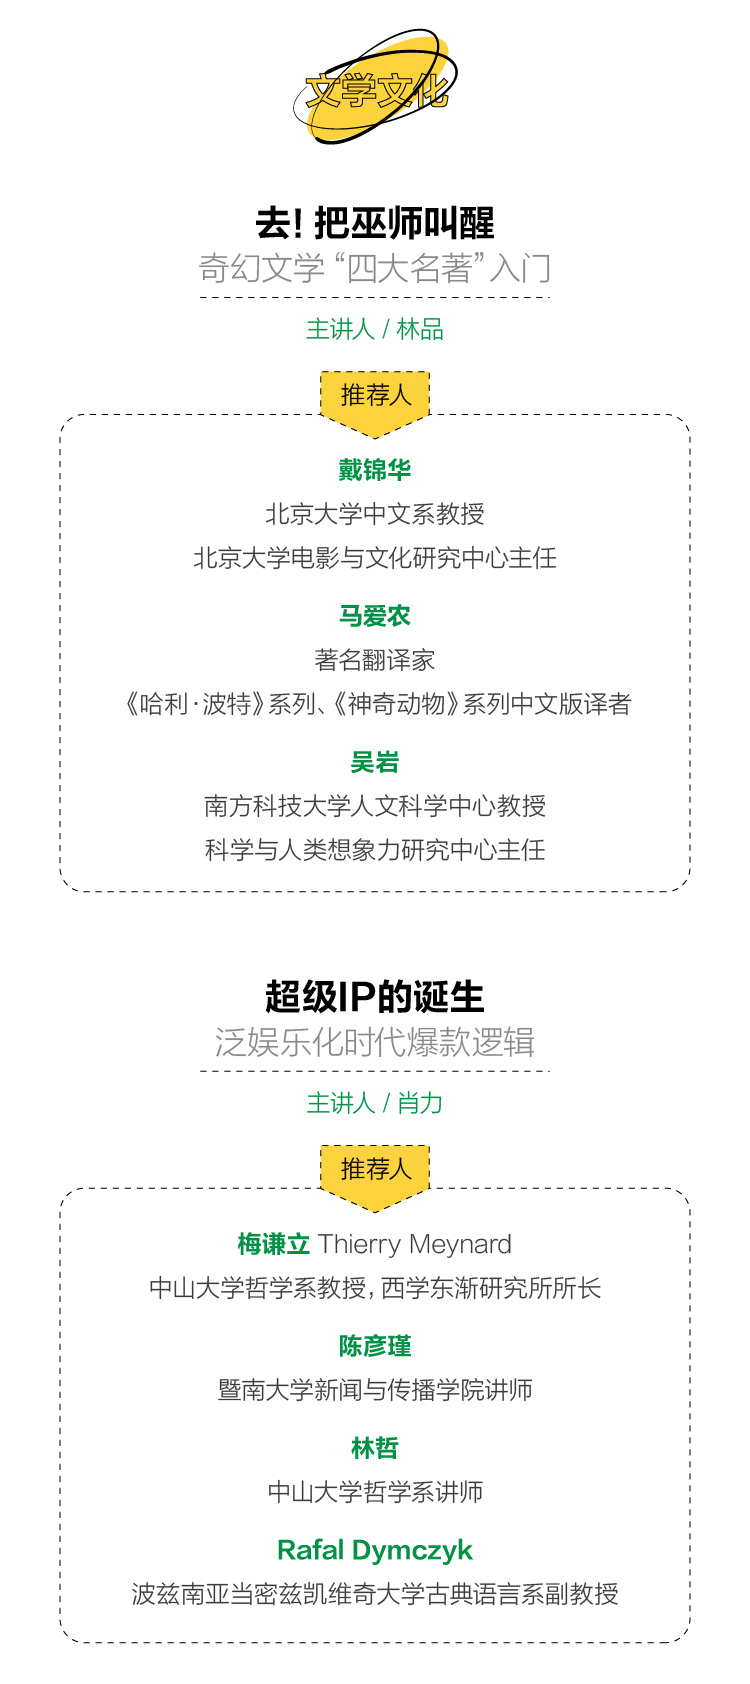 文学文化
去! 把巫师叫醒
奇幻文学 “四大名著” 入门
主讲人 / 林品
推荐人
戴锦华
北京大学中文系教授
北京大学电影与文化研究中心主任
马爱农
著名翻译家
《哈利·波特》系列、《神奇动物》系列中文版译者
吴岩
南方科技大学人文科学中心教授
科学与人类想象力研究中心主任
超级IP的诞生
泛娱乐化时代爆款逻辑
主讲人 / 肖力
推荐人
梅谦立 Thierry Meynard
中山大学哲学系教授, 西学东渐研究所所长
陈彦瑾
暨南大学新闻与传播学院讲师
林哲
中山大学哲学系讲师
Rafal Dymczyk
波兹南亚当密兹凯维奇大学古典语言系副教授